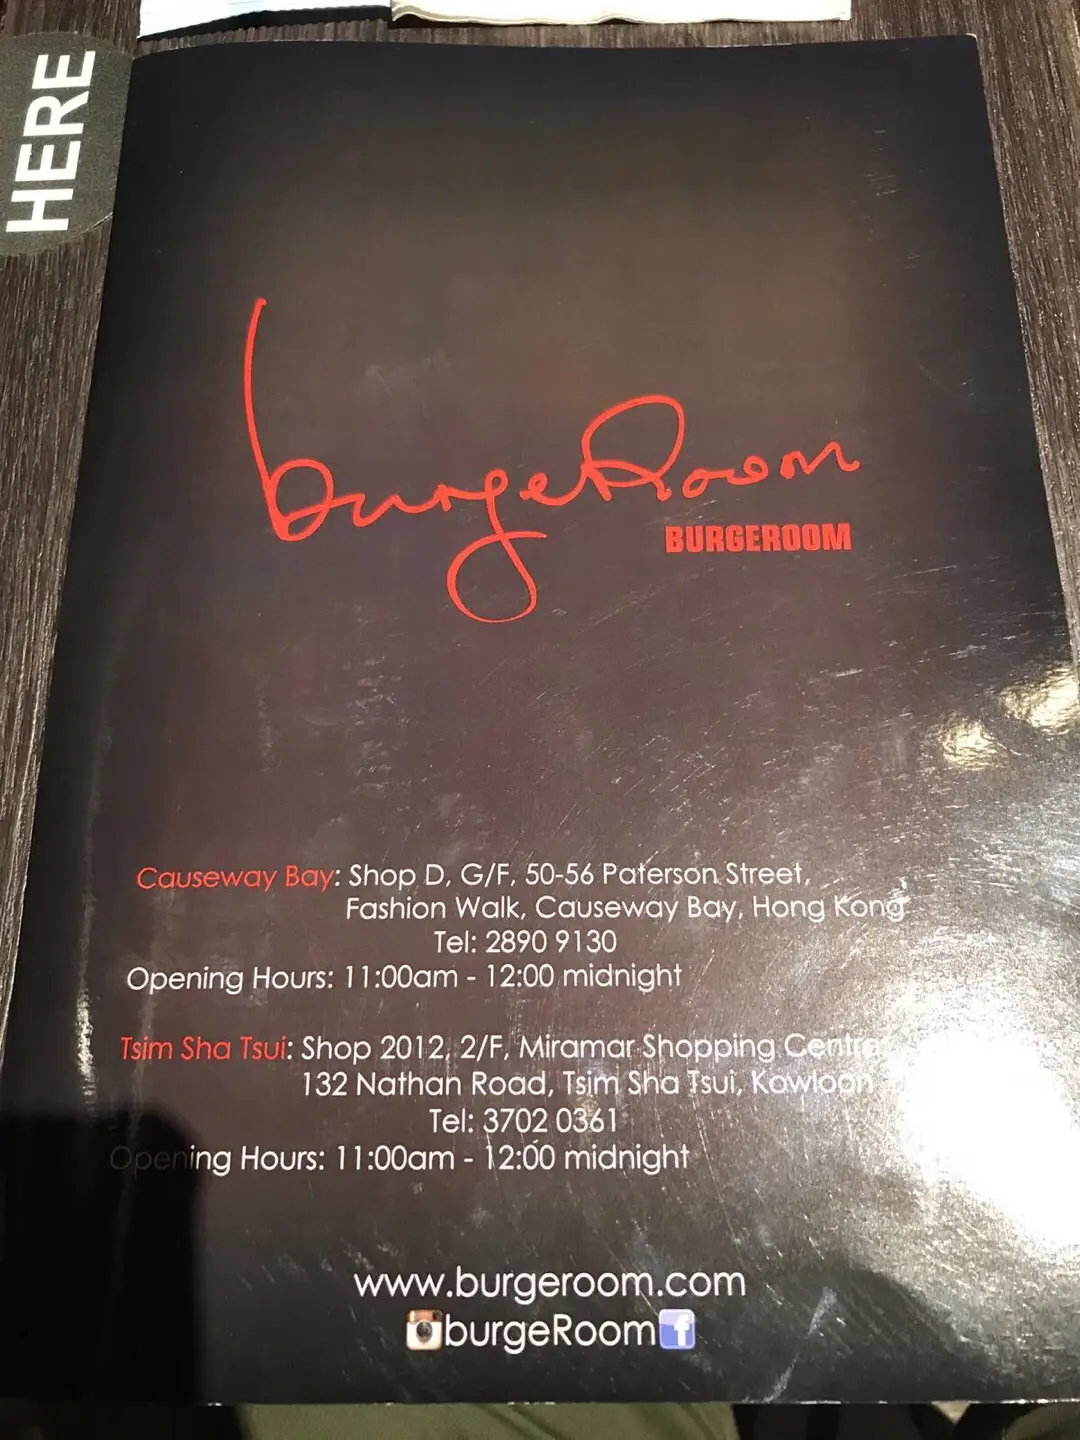 HERE
burgeRoom
BURGEROOM
Causeway Bay: Shop D, G/F, 50-56 Paterson Street,
Fashion Walk, Causeway Bay, Hong Kong
Tel: 2890 9130
Opening Hours: 11:00am - 12:00 midnight
Tsim Sha Tsui: Shop 2012, 2/F, Miramar Shopping Centre
132 Nathan Road, Tsim Sha Tsui, Kowloon
Tel: 3702 0361
Opening Hours: 11:00am - 12:00 midnight
www.burgeroom.com
burgeRoom